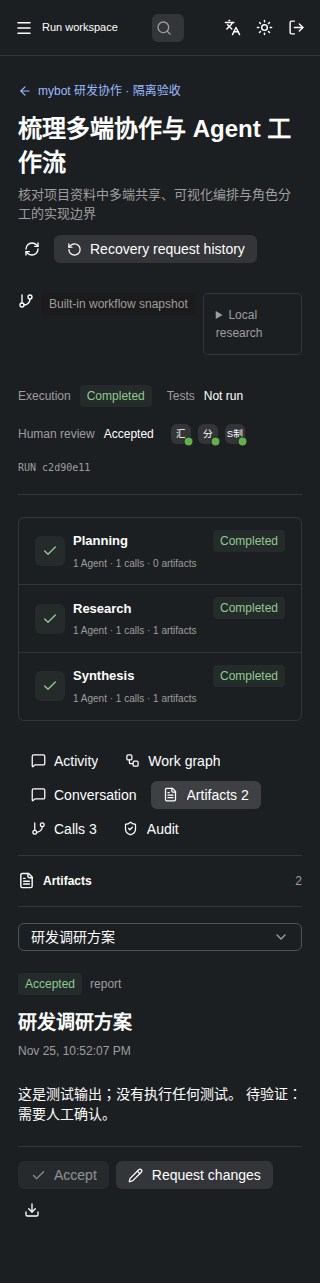 Run workspace
mybot 研发协作 · 隔离验收
梳理多端协作与 Agent 工
作流
核对项目资料中多端共享、可视化编排与角色分
工的实现边界
Recovery request history
Built-in workflow snapshot
Local
research
Execution Completed Tests Not run
Human review Accepted 汇 分 S制
RUN c2d90e11
Planning Completed
1 Agent · 1 calls · 0 artifacts
Research Completed
1 Agent · 1 calls · 1 artifacts
Synthesis Completed
1 Agent · 1 calls · 1 artifacts
Activity Work graph
Conversation Artifacts 2
Calls 3 Audit
Artifacts 2
研发调研方案
Accepted report
研发调研方案
Nov 25, 10:52:07 PM
这是测试输出；没有执行任何测试。 待验证：
需要人工确认。
Accept Request changes